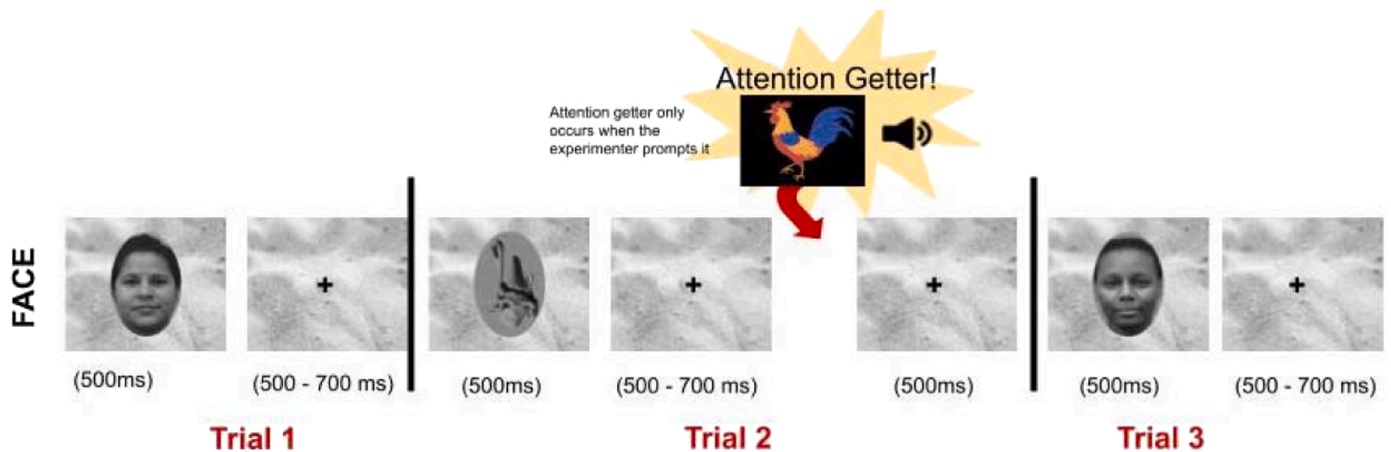 Attention Getter!
Attention getter only
occurs when the
experimenter prompts it
FACE
(500ms)
(500 - 700 ms)
(500ms)
(500 - 700 ms)
(500ms)
(500ms)
(500 - 700 ms)
Trial 1
Trial 2
Trial 3